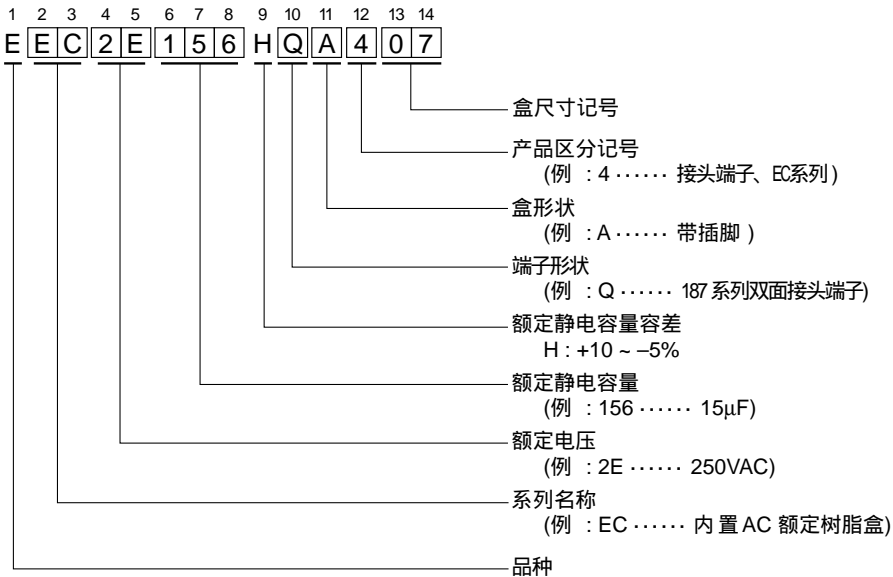 1 2 3 4 5 6 7 8 9 10 11 12 13 14
E E C 2 E 1 5 6 H Q A 4 0 7
盒尺寸记号
产品区分记号
(例 : 4 ······ 接头端子、EC系列)
盒形状
(例 : A ······ 带插脚 )
端子形状
(例 : Q ······ 187 系列双面接头端子)
额定静电容量容差
H : +10 ~ –5%
额定静电容量
(例 : 156 ······ 15μF)
额定电压
(例 : 2E ······ 250VAC)
系列名称
(例 : EC ······ 内置 AC 额定树脂盒)
品种